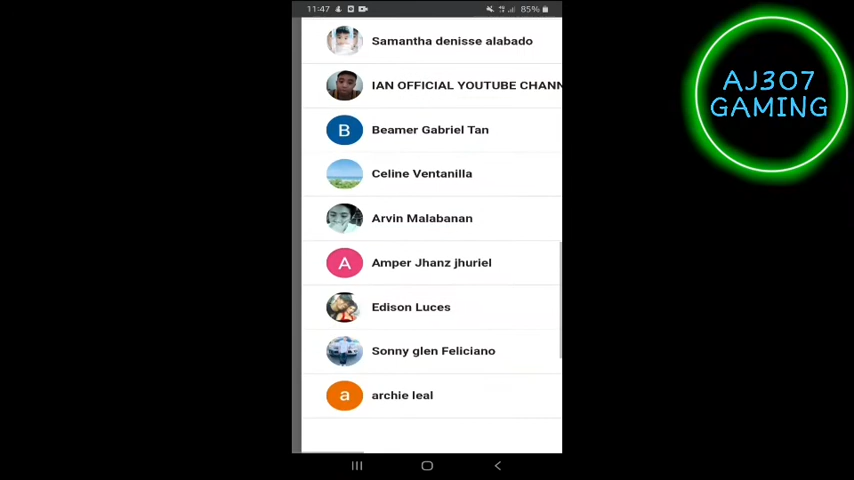 11:47
85%
Samantha denisse alabado
IAN OFFICIAL YOUTUBE CHANN
B Beamer Gabriel Tan
Celine Ventanilla
Arvin Malabanan
A Amper Jhanz jhuriel
Edison Luces
Sonny glen Feliciano
a archie leal
AJ307
GAMING